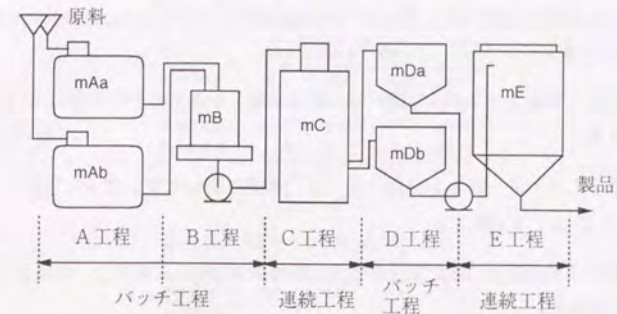 原料
mAa
mAb
mB
mC
mDa
mDb
mE
製品
A工程
B工程
C工程
D工程
E工程
バッチ工程
連続工程
バッチ
工程
連続工程